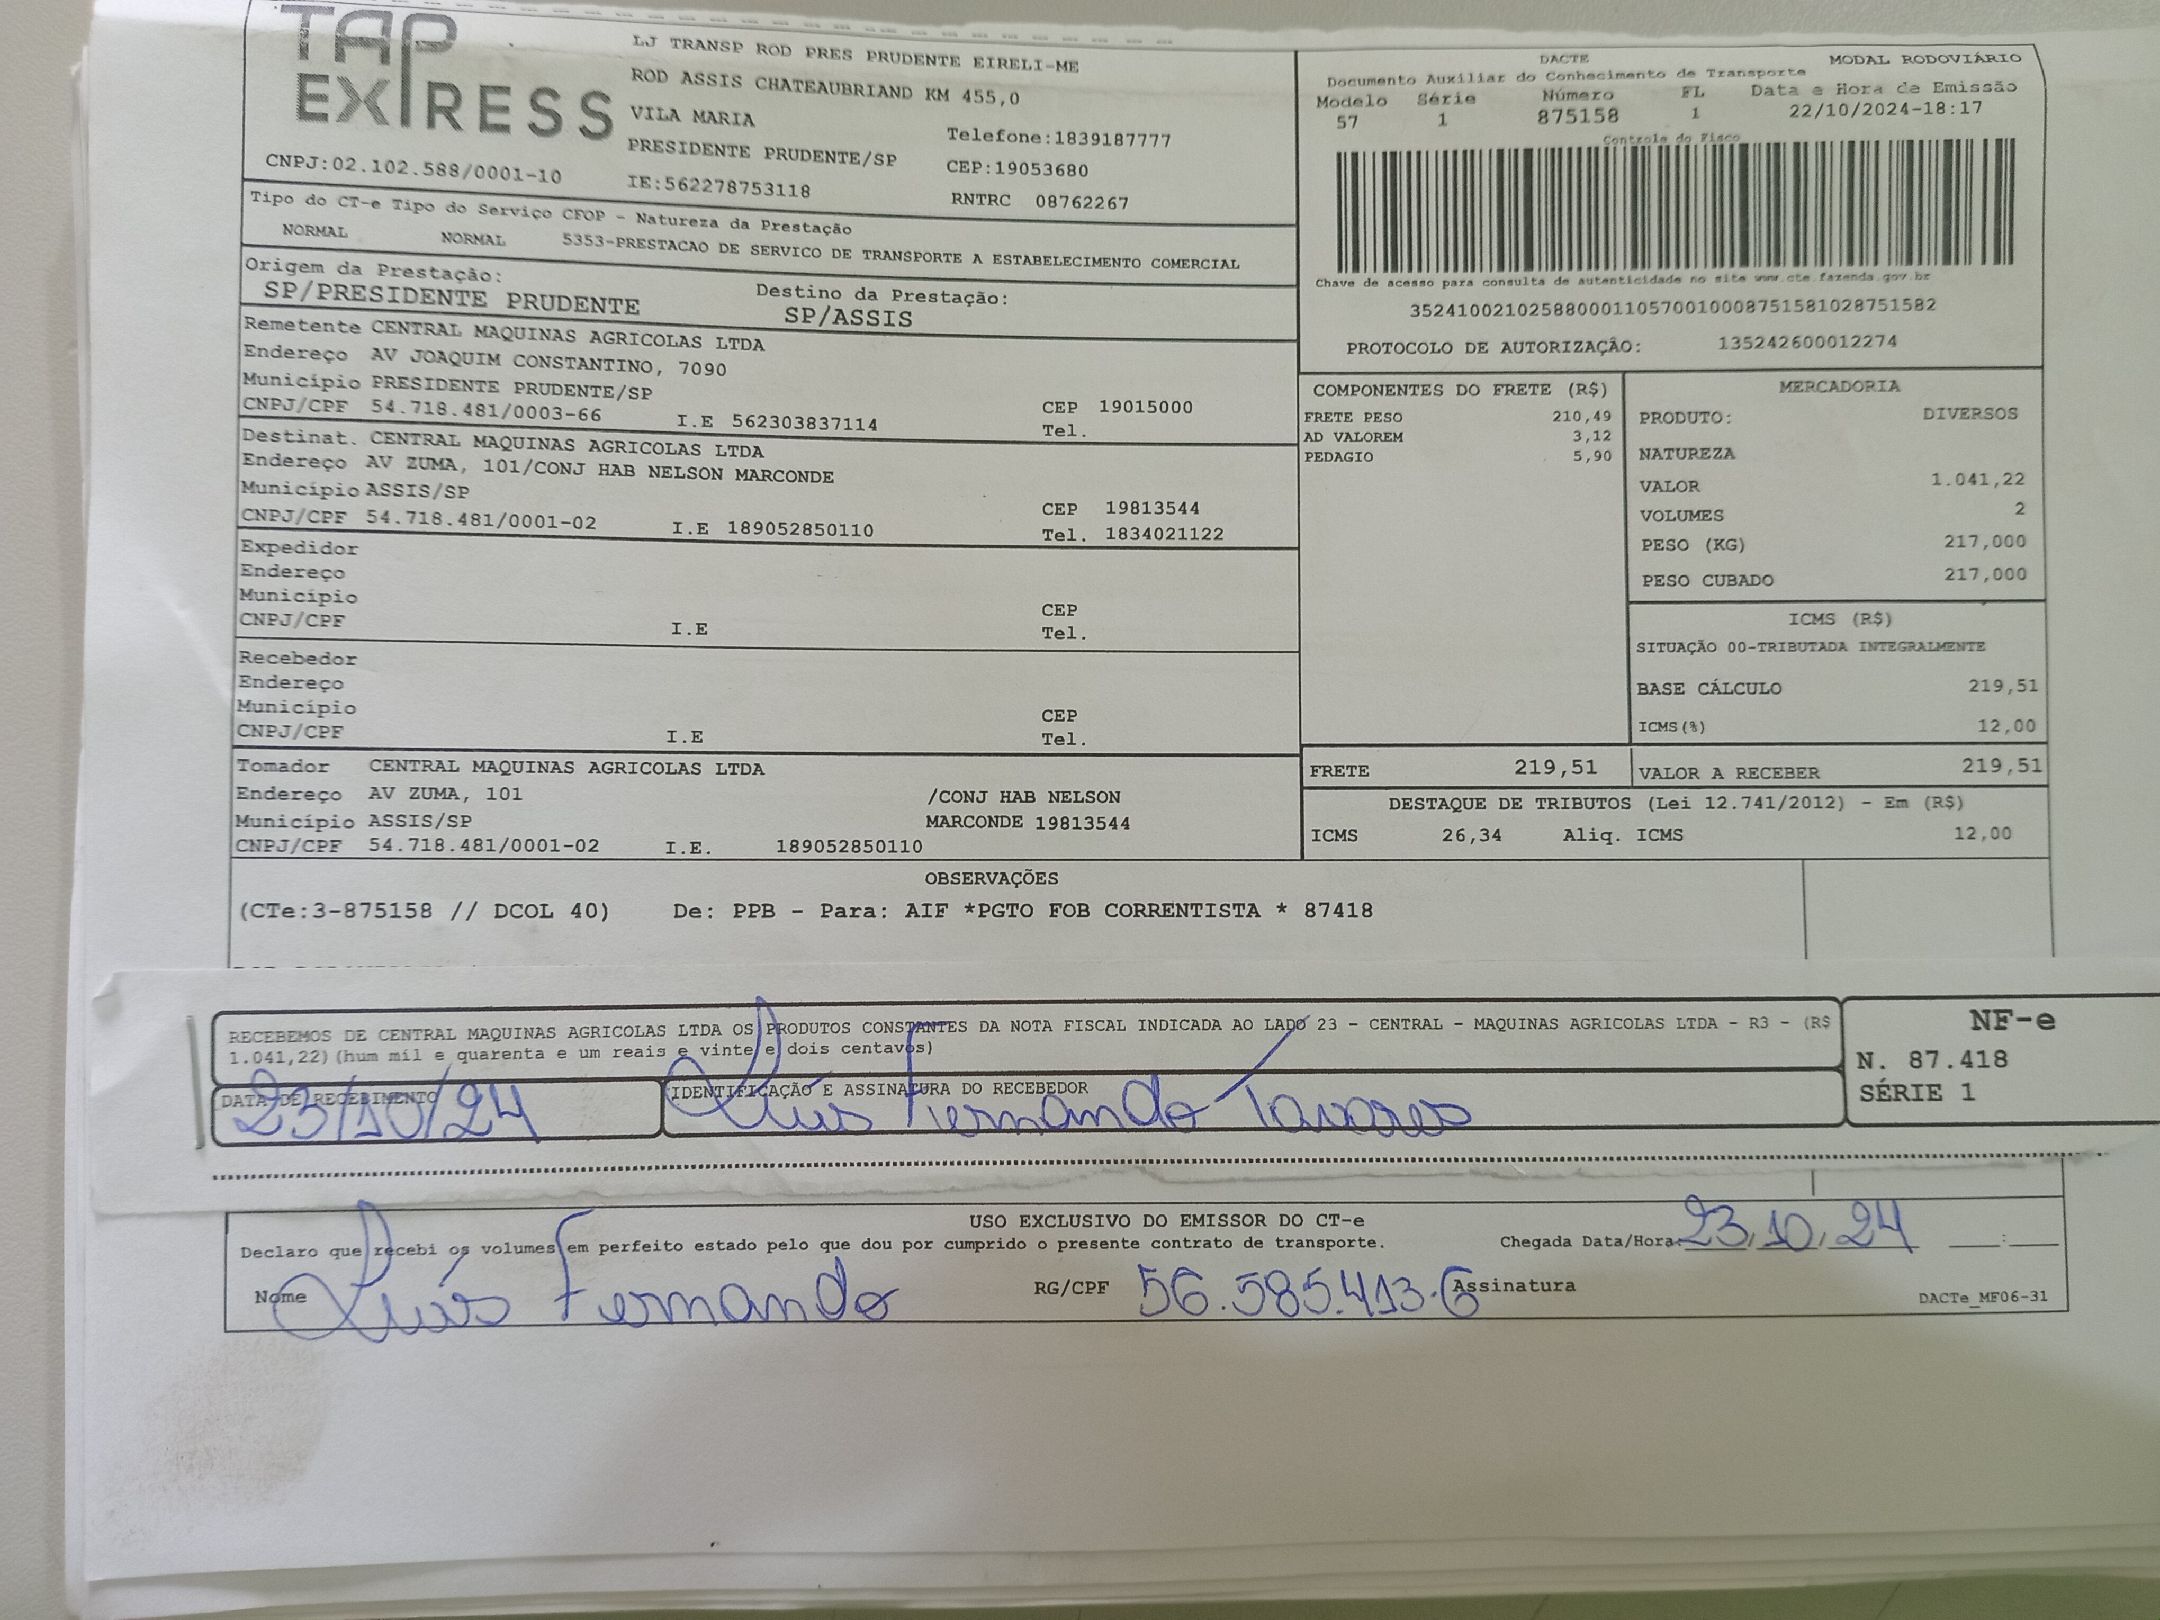 TAP EXPRESS
LJ TRANSP ROD PRES PRUDENTE EIRELI-ME
ROD ASSIS CHATEAUBRIAND KM 455,0
VILA MARIA
Telefone:1839187777
PRESIDENTE PRUDENTE/SP
CEP:19053680
CNPJ:02.102.588/0001-10
IE:562278753118
RNTRC 08762267
DACTE
MODAL RODOVIÁRIO
Documento Auxiliar do Conhecimento de Transporte
Modelo Série Número FL Data e Hora de Emissão
57 1 875158 1 22/10/2024-18:17
Controle do Fisco
Chave de acesso para consulta de autenticidade no site www.cte.fazenda.gov.br
35241002102588000110570010008751581028751582
PROTOCOLO DE AUTORIZAÇÃO: 135242600012274
Tipo do CT-e Tipo do Serviço CFOP - Natureza da Prestação
NORMAL NORMAL 5353-PRESTACAO DE SERVICO DE TRANSPORTE A ESTABELECIMENTO COMERCIAL
Origem da Prestação: Destino da Prestação:
SP/PRESIDENTE PRUDENTE SP/ASSIS
Remetente CENTRAL MAQUINAS AGRICOLAS LTDA
Endereço AV JOAQUIM CONSTANTINO, 7090
Município PRESIDENTE PRUDENTE/SP CEP 19015000
CNPJ/CPF 54.718.481/0003-66 I.E 562303837114 Tel.
Destinat. CENTRAL MAQUINAS AGRICOLAS LTDA
Endereço AV ZUMA, 101/CONJ HAB NELSON MARCONDE
Município ASSIS/SP CEP 19813544
CNPJ/CPF 54.718.481/0001-02 I.E 189052850110 Tel. 1834021122
Expedidor
Endereço
Município CEP
CNPJ/CPF I.E Tel.
Recebedor
Endereço
Município CEP
CNPJ/CPF I.E Tel.
Tomador CENTRAL MAQUINAS AGRICOLAS LTDA
Endereço AV ZUMA, 101 /CONJ HAB NELSON
Município ASSIS/SP MARCONDE 19813544
CNPJ/CPF 54.718.481/0001-02 I.E. 189052850110
COMPONENTES DO FRETE (R$)
FRETE PESO 210,49
AD VALOREM 3,12
PEDAGIO 5,90
MERCADORIA
PRODUTO: DIVERSOS
NATUREZA
VALOR 1.041,22
VOLUMES 2
PESO (KG) 217,000
PESO CUBADO 217,000
ICMS (R$)
SITUAÇÃO 00-TRIBUTADA INTEGRALMENTE
BASE CÁLCULO 219,51
ICMS(%) 12,00
FRETE 219,51 VALOR A RECEBER 219,51
DESTAQUE DE TRIBUTOS (Lei 12.741/2012) - Em (R$)
ICMS 26,34 Aliq. ICMS 12,00
OBSERVAÇÕES
(CTe:3-875158 // DCOL 40) De: PPB - Para: AIF *PGTO FOB CORRENTISTA * 87418
RECEBEMOS DE CENTRAL MAQUINAS AGRICOLAS LTDA OS PRODUTOS CONSTANTES DA NOTA FISCAL INDICADA AO LADO 23 - CENTRAL - MAQUINAS AGRICOLAS LTDA - R3 - (R$
1.041,22) (hum mil e quarenta e um reais e vinte e dois centavos)
DATA DE RECEBIMENTO IDENTIFICAÇÃO E ASSINATURA DO RECEBEDOR
23/10/24 Luís Fernando Tavares
NF-e
N. 87.418
SÉRIE 1
USO EXCLUSIVO DO EMISSOR DO CT-e
Declaro que recebi os volumes em perfeito estado pelo que dou por cumprido o presente contrato de transporte. Chegada Data/Hora: 23/10/24 __:__
Nome Luís Fernando RG/CPF 56.585.413-6 Assinatura
DACTe_MF06-31